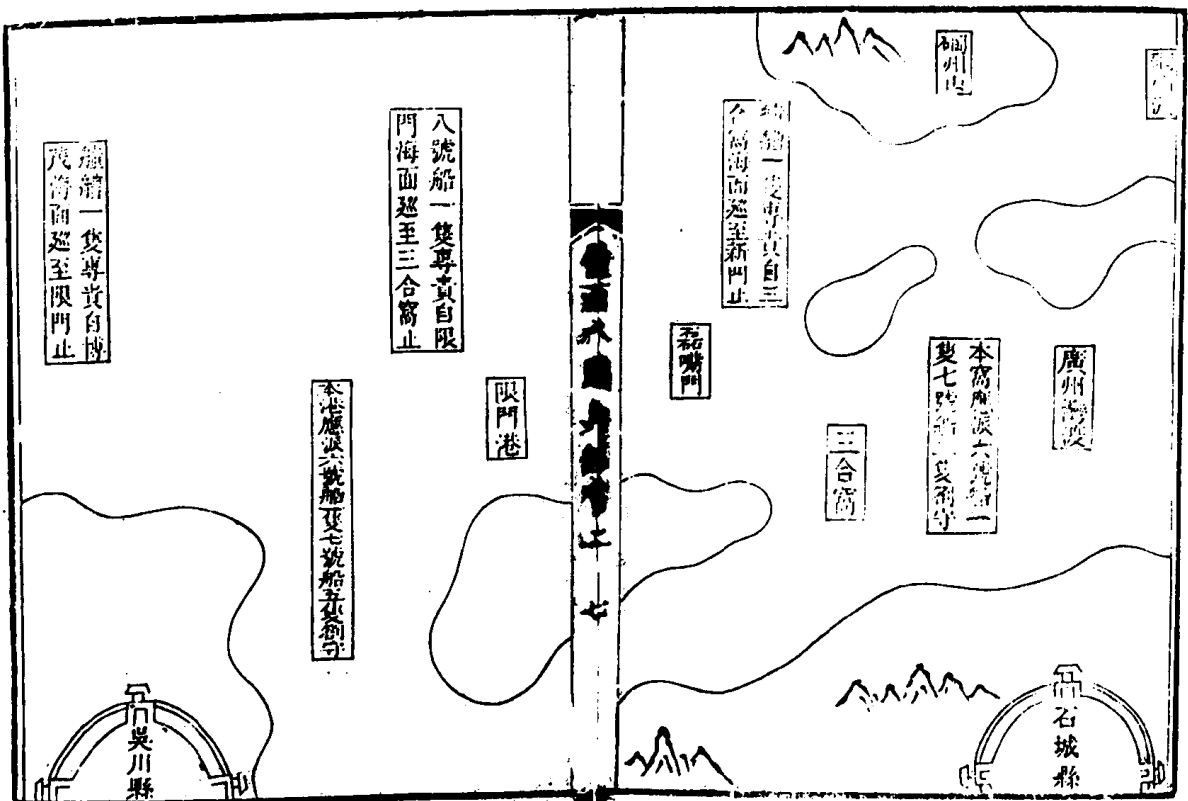 硇州
廣州灣
本窩應派六號船一
隻七號船一隻劄守
石城縣
三合窩
船一隻專責自三
合窩海面巡至新門止
磊嘴門
七
限門港
八號船一隻專責自限
門海面巡至三合窩止
本港應派六號船一隻七號船五隻劄守
船一隻專責自博
茂海面巡至限門止
吳川縣